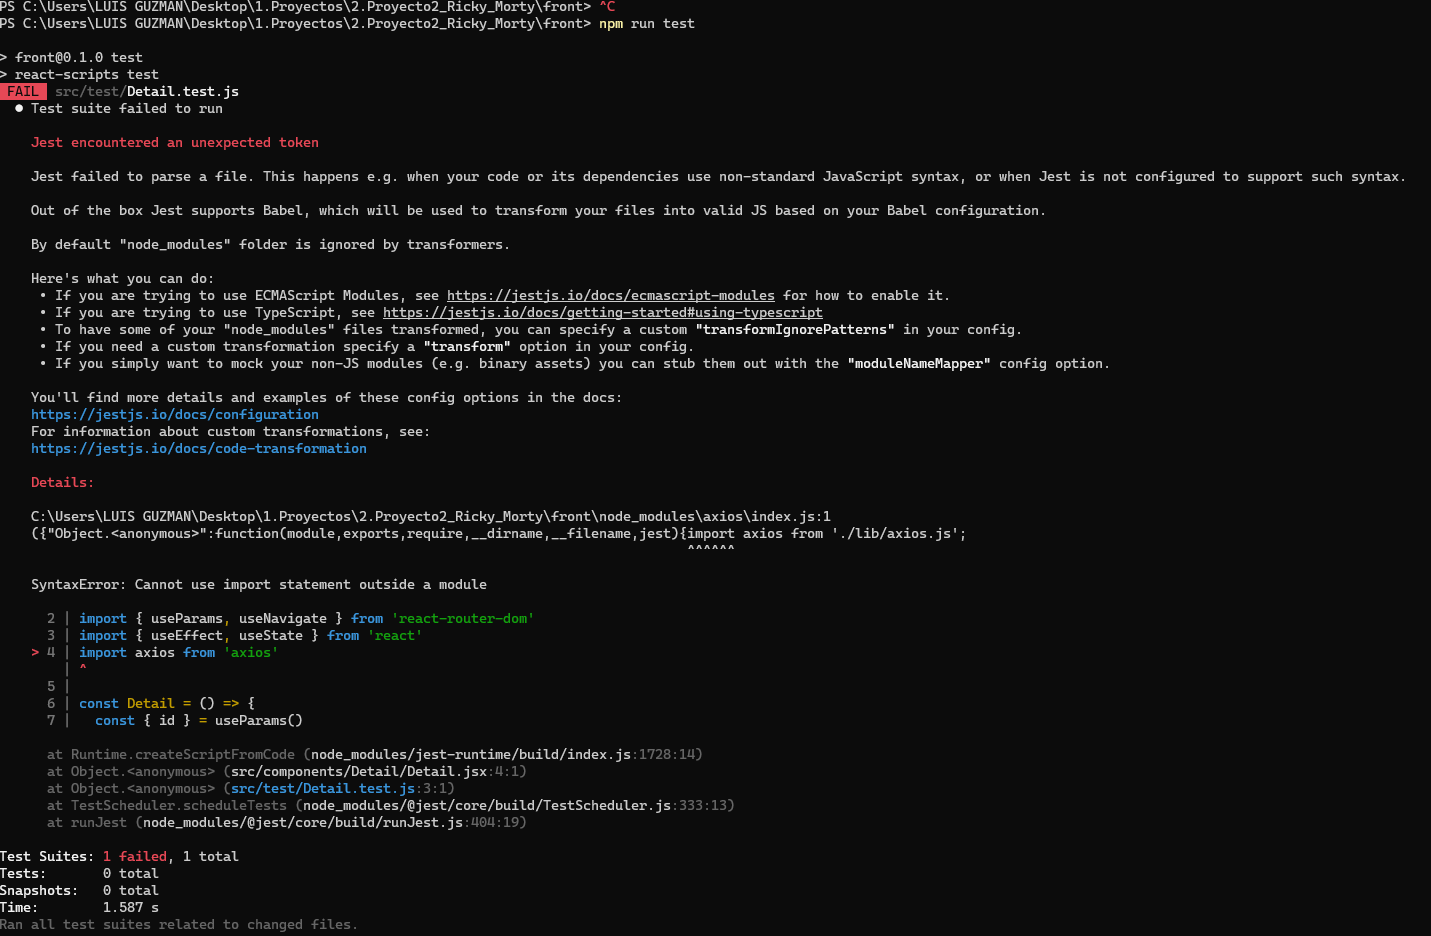 PS C:\Users\LUIS GUZMAN\Desktop\1.Proyectos\2.Proyecto2_Ricky_Morty\front> ^C
PS C:\Users\LUIS GUZMAN\Desktop\1.Proyectos\2.Proyecto2_Ricky_Morty\front> npm run test
> front@0.1.0 test
> react-scripts test
FAIL src/test/Detail.test.js
● Test suite failed to run
Jest encountered an unexpected token
Jest failed to parse a file. This happens e.g. when your code or its dependencies use non-standard JavaScript syntax, or when Jest is not configured to support such syntax.
Out of the box Jest supports Babel, which will be used to transform your files into valid JS based on your Babel configuration.
By default "node_modules" folder is ignored by transformers.
Here's what you can do:
• If you are trying to use ECMAScript Modules, see https://jestjs.io/docs/ecmascript-modules for how to enable it.
• If you are trying to use TypeScript, see https://jestjs.io/docs/getting-started#using-typescript
• To have some of your "node_modules" files transformed, you can specify a custom "transformIgnorePatterns" in your config.
• If you need a custom transformation specify a "transform" option in your config.
• If you simply want to mock your non-JS modules (e.g. binary assets) you can stub them out with the "moduleNameMapper" config option.
You'll find more details and examples of these config options in the docs:
https://jestjs.io/docs/configuration
For information about custom transformations, see:
https://jestjs.io/docs/code-transformation
Details:
C:\Users\LUIS GUZMAN\Desktop\1.Proyectos\2.Proyecto2_Ricky_Morty\front\node_modules\axios\index.js:1
({"Object.<anonymous>":function(module,exports,require,__dirname,__filename,jest){import axios from './lib/axios.js';
^^^^^^
SyntaxError: Cannot use import statement outside a module
2 | import { useParams, useNavigate } from 'react-router-dom'
3 | import { useEffect, useState } from 'react'
> 4 | import axios from 'axios'
| ^
5 |
6 | const Detail = () => {
7 | const { id } = useParams()
at Runtime.createScriptFromCode (node_modules/jest-runtime/build/index.js:1728:14)
at Object.<anonymous> (src/components/Detail/Detail.jsx:4:1)
at Object.<anonymous> (src/test/Detail.test.js:3:1)
at TestScheduler.scheduleTests (node_modules/@jest/core/build/TestScheduler.js:333:13)
at runJest (node_modules/@jest/core/build/runJest.js:404:19)
Test Suites: 1 failed, 1 total
Tests: 0 total
Snapshots: 0 total
Time: 1.587 s
Ran all test suites related to changed files.